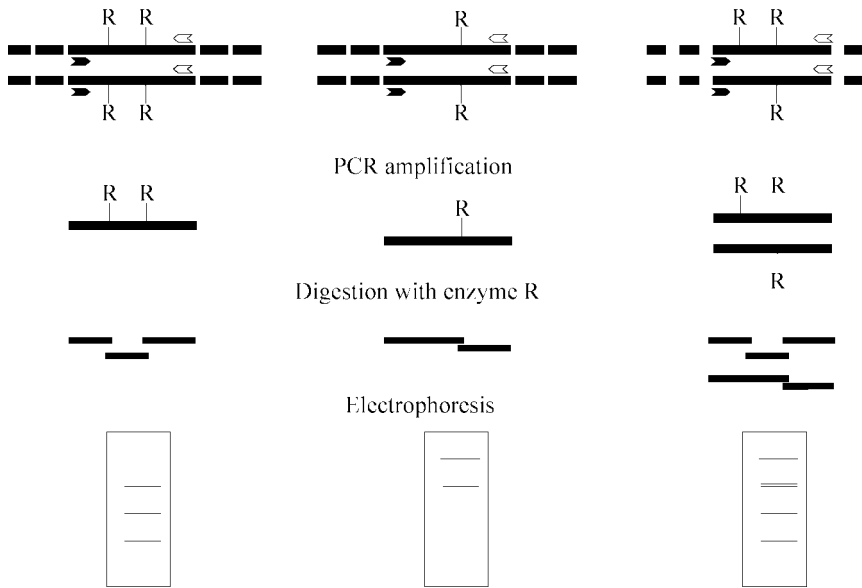 R R R R R
R R R R
PCR amplification
R R R R R
R
Digestion with enzyme R
Electrophoresis